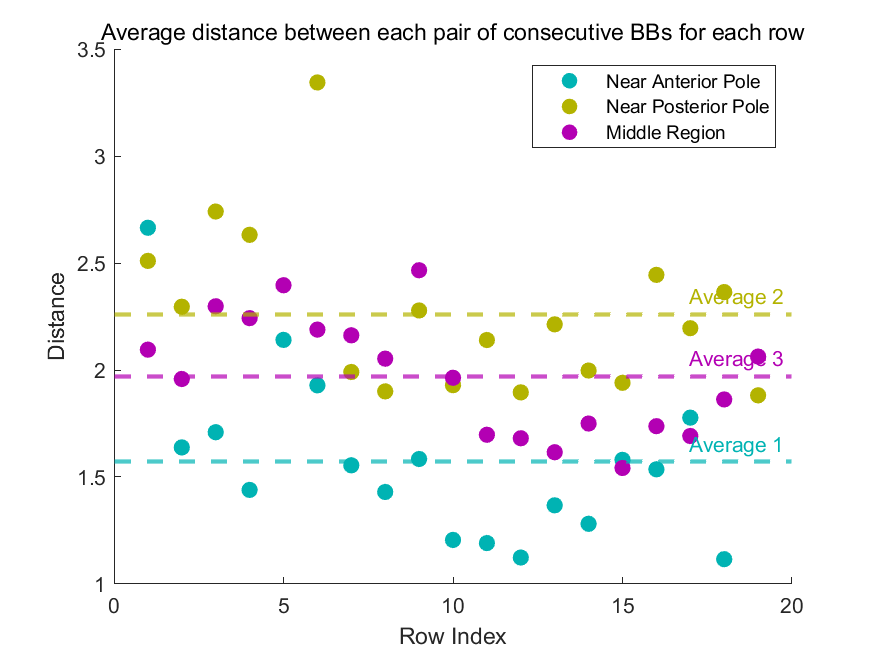 Average distance between each pair of consecutive BBs for each row
3.5
3
2.5
2
1.5
1
Distance
Near Anterior Pole
Near Posterior Pole
Middle Region
Average 2
Average 3
Average 1
0
5
10
15
20
Row Index